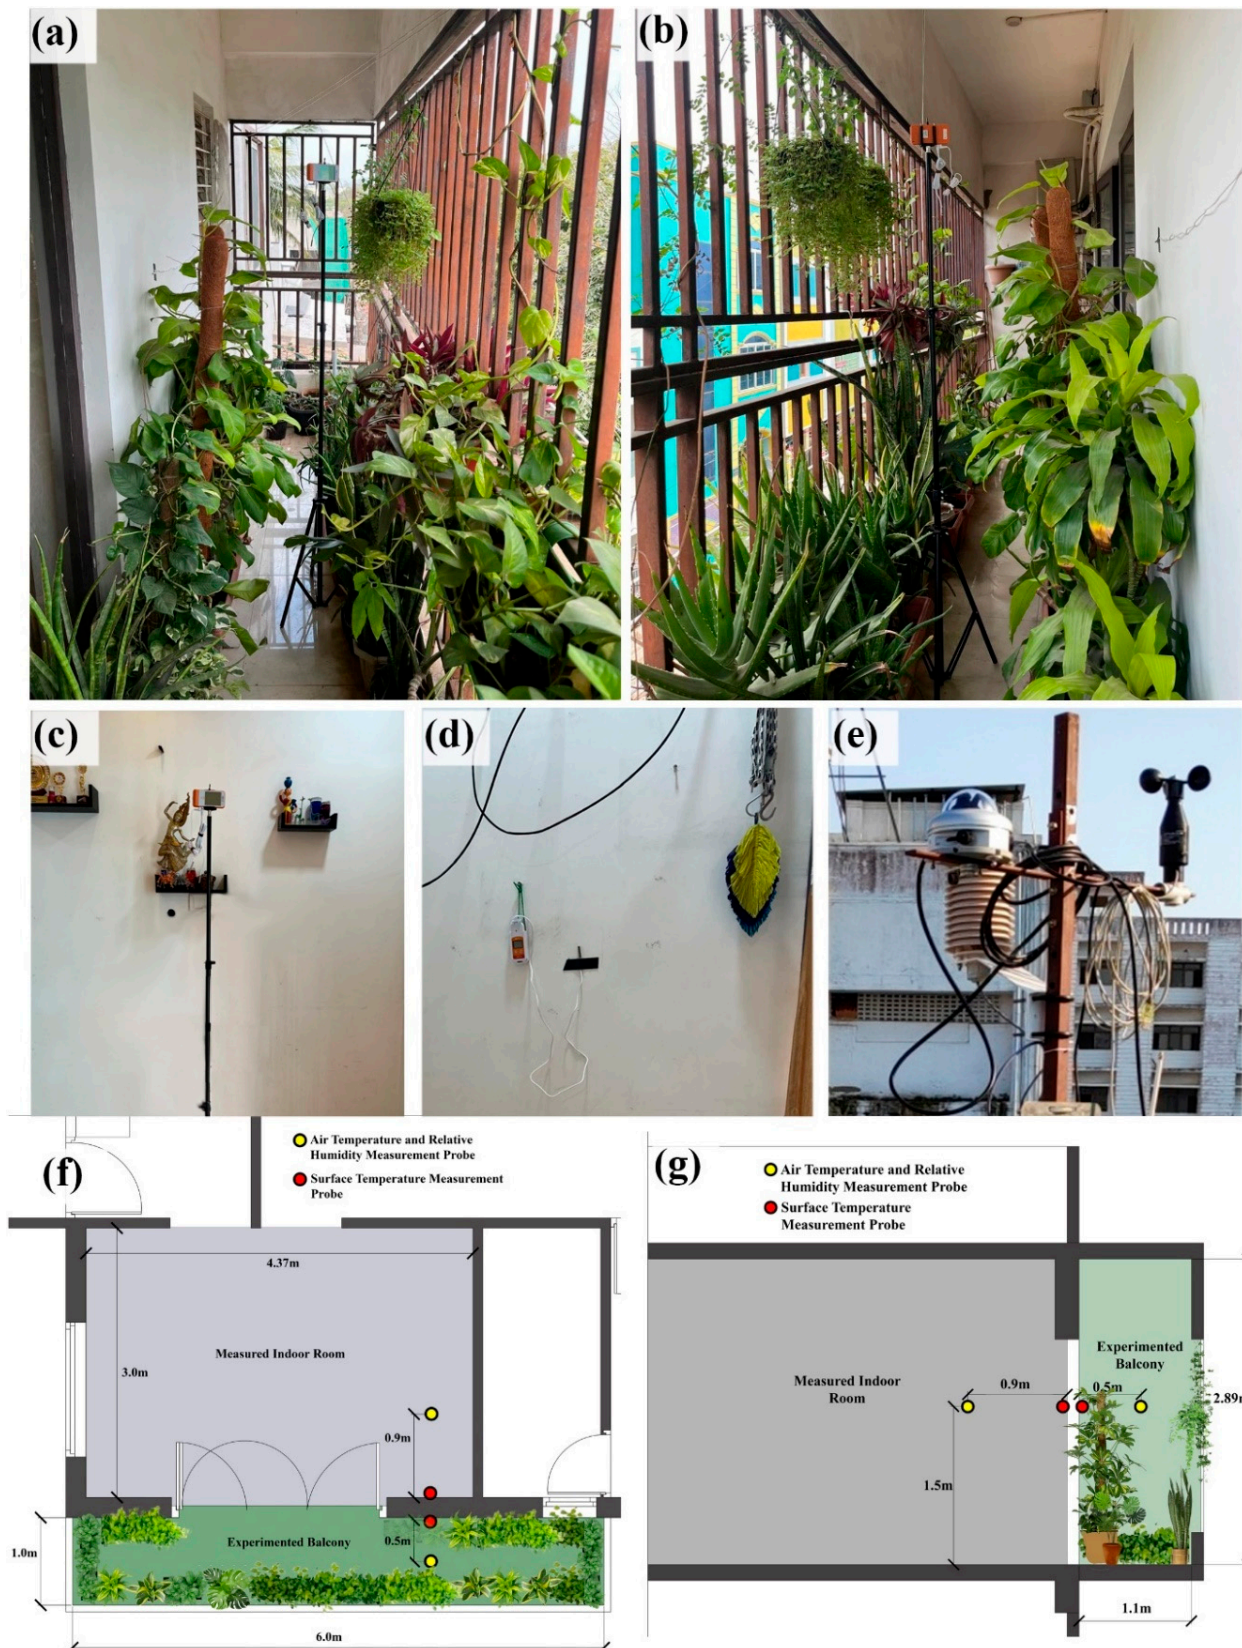 (a)
(b)
(c)
(d)
(e)
(f)
Air Temperature and Relative
Humidity Measurement Probe
Surface Temperature Measurement
Probe
4.37m
Measured Indoor Room
3.0m
0.9m
Experimented Balcony
0.5m
1.0m
6.0m
(g)
Air Temperature and Relative
Humidity Measurement Probe
Surface Temperature
Measurement Probe
Experimented
Balcony
Measured Indoor
Room
0.9m
0.5m
2.89m
1.5m
1.1m